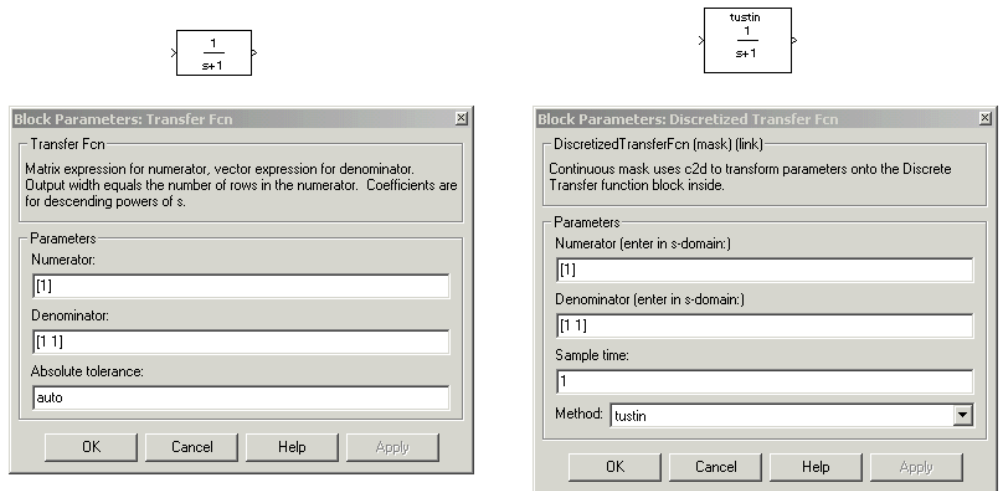 1
s+1
tustin
1
s+1
Block Parameters: Transfer Fcn
Transfer Fcn
Matrix expression for numerator, vector expression for denominator.
Output width equals the number of rows in the numerator. Coefficients are
for descending powers of s.
Parameters
Numerator:
[1]
Denominator:
[1 1]
Absolute tolerance:
auto
OK Cancel Help Apply
Block Parameters: Discretized Transfer Fcn
DiscretizedTransferFcn (mask) (link)
Continuous mask uses c2d to transform parameters onto the Discrete
Transfer function block inside.
Parameters
Numerator (enter in s-domain:)
[1]
Denominator (enter in s-domain:)
[1 1]
Sample time:
1
Method: tustin
OK Cancel Help Apply